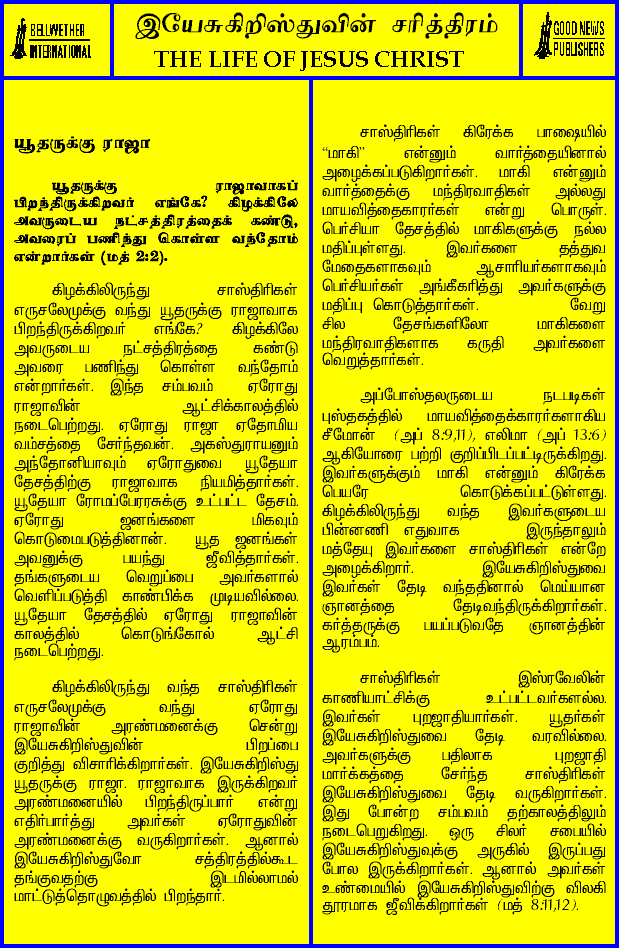 BELLWETHER
INTERNATIONAL
இயேசுகிறிஸ்துவின் சரித்திரம்
THE LIFE OF JESUS CHRIST
GOOD NEWS
PUBLISHERS
யூதருக்கு ராஜா
யூதருக்கு ராஜாவாகப்
பிறந்திருக்கிறவர் எங்கே? கிழக்கிலே
அவருடைய நட்சத்திரத்தைக் கண்டு,
அவரைப் பணிந்து கொள்ள வந்தோம்
என்றார்கள் (மத் 2:2).
கிழக்கிலிருந்து சாஸ்திரிகள்
எருசலேமுக்கு வந்து யூதருக்கு ராஜாவாக
பிறந்திருக்கிறவர் எங்கே? கிழக்கிலே
அவருடைய நட்சத்திரத்தை கண்டு
அவரை பணிந்து கொள்ள வந்தோம்
என்றார்கள். இந்த சம்பவம் ஏரோது
ராஜாவின் ஆட்சிக்காலத்தில்
நடைபெற்றது. ஏரோது ராஜா ஏதோமிய
வம்சத்தை சேர்ந்தவன். அகஸ்துராயனும்
அந்தோனியாவும் ஏரோதுவை யூதேயா
தேசத்திற்கு ராஜாவாக நியமித்தார்கள்.
யூதேயா ரோமப்பேரரசுக்கு உட்பட்ட தேசம்.
ஏரோது ஜனங்களை மிகவும்
கொடுமைபடுத்தினான். யூத ஜனங்கள்
அவனுக்கு பயந்து ஜீவித்தார்கள்.
தங்களுடைய வெறுப்பை அவர்களால்
வெளிப்படுத்தி காண்பிக்க முடியவில்லை.
யூதேயா தேசத்தில் ஏரோது ராஜாவின்
காலத்தில் கொடுங்கோல் ஆட்சி
நடைபெற்றது.
கிழக்கிலிருந்து வந்த சாஸ்திரிகள்
எருசலேமுக்கு வந்து ஏரோது
ராஜாவின் அரண்மனைக்கு சென்று
இயேசுகிறிஸ்துவின் பிறப்பை
குறித்து விசாரிக்கிறார்கள். இயேசுகிறிஸ்து
யூதருக்கு ராஜா. ராஜாவாக இருக்கிறவர்
அரண்மனையில் பிறந்திருப்பார் என்று
எதிர்பார்த்து அவர்கள் ஏரோதுவின்
அரண்மனைக்கு வருகிறார்கள். ஆனால்
இயேசுகிறிஸ்துவோ சத்திரத்தில்கூட
தங்குவதற்கு இடமில்லாமல்
மாட்டுத்தொழுவத்தில் பிறந்தார்.
சாஸ்திரிகள் கிரேக்க பாஷையில்
“மாகி” என்னும் வார்த்தையினால்
அழைக்கப்படுகிறார்கள். மாகி என்னும்
வார்த்தைக்கு மந்திரவாதிகள் அல்லது
மாயவித்தைகாரர்கள் என்று பொருள்.
பெர்சியா தேசத்தில் மாகிகளுக்கு நல்ல
மதிப்புள்ளது. இவர்களை தத்துவ
மேதைகளாகவும் ஆசாரியர்களாகவும்
பெர்சியர்கள் அங்கீகரித்து அவர்களுக்கு
மதிப்பு கொடுத்தார்கள். வேறு
சில தேசங்களிலோ மாகிகளை
மந்திரவாதிகளாக கருதி அவர்களை
வெறுத்தார்கள்.
அப்போஸ்தலருடைய நடபடிகள்
புஸ்தகத்தில் மாயவித்தைக்காரர்களாகிய
சீமோன் (அப் 8:9,11), எலிமா (அப் 13:6)
ஆகியோரை பற்றி குறிப்பிடப்பட்டிருக்கிறது.
இவர்களுக்கும் மாகி என்னும் கிரேக்க
பெயரே கொடுக்கப்பட்டுள்ளது.
கிழக்கிலிருந்து வந்த இவர்களுடைய
பின்னணி எதுவாக இருந்தாலும்
மத்தேயு இவர்களை சாஸ்திரிகள் என்றே
அழைக்கிறார். இயேசுகிறிஸ்துவை
இவர்கள் தேடி வந்ததினால் மெய்யான
ஞானத்தை தேடிவந்திருக்கிறார்கள்.
கர்த்தருக்கு பயப்படுவதே ஞானத்தின்
ஆரம்பம்.
சாஸ்திரிகள் இஸ்ரவேலின்
காணியாட்சிக்கு உட்பட்டவர்களல்ல.
இவர்கள் புறஜாதியார்கள். யூதர்கள்
இயேசுகிறிஸ்துவை தேடி வரவில்லை.
அவர்களுக்கு பதிலாக புறஜாதி
மார்க்கத்தை சேர்ந்த சாஸ்திரிகள்
இயேசுகிறிஸ்துவை தேடி வருகிறார்கள்.
இது போன்ற சம்பவம் தற்காலத்திலும்
நடைபெறுகிறது. ஒரு சிலர் சபையில்
இயேசுகிறிஸ்துவுக்கு அருகில் இருப்பது
போல இருக்கிறார்கள். ஆனால் அவர்கள்
உண்மையில் இயேசுகிறிஸ்துவிற்கு விலகி
தூரமாக ஜீவிக்கிறார்கள் (மத் 8:11,12).